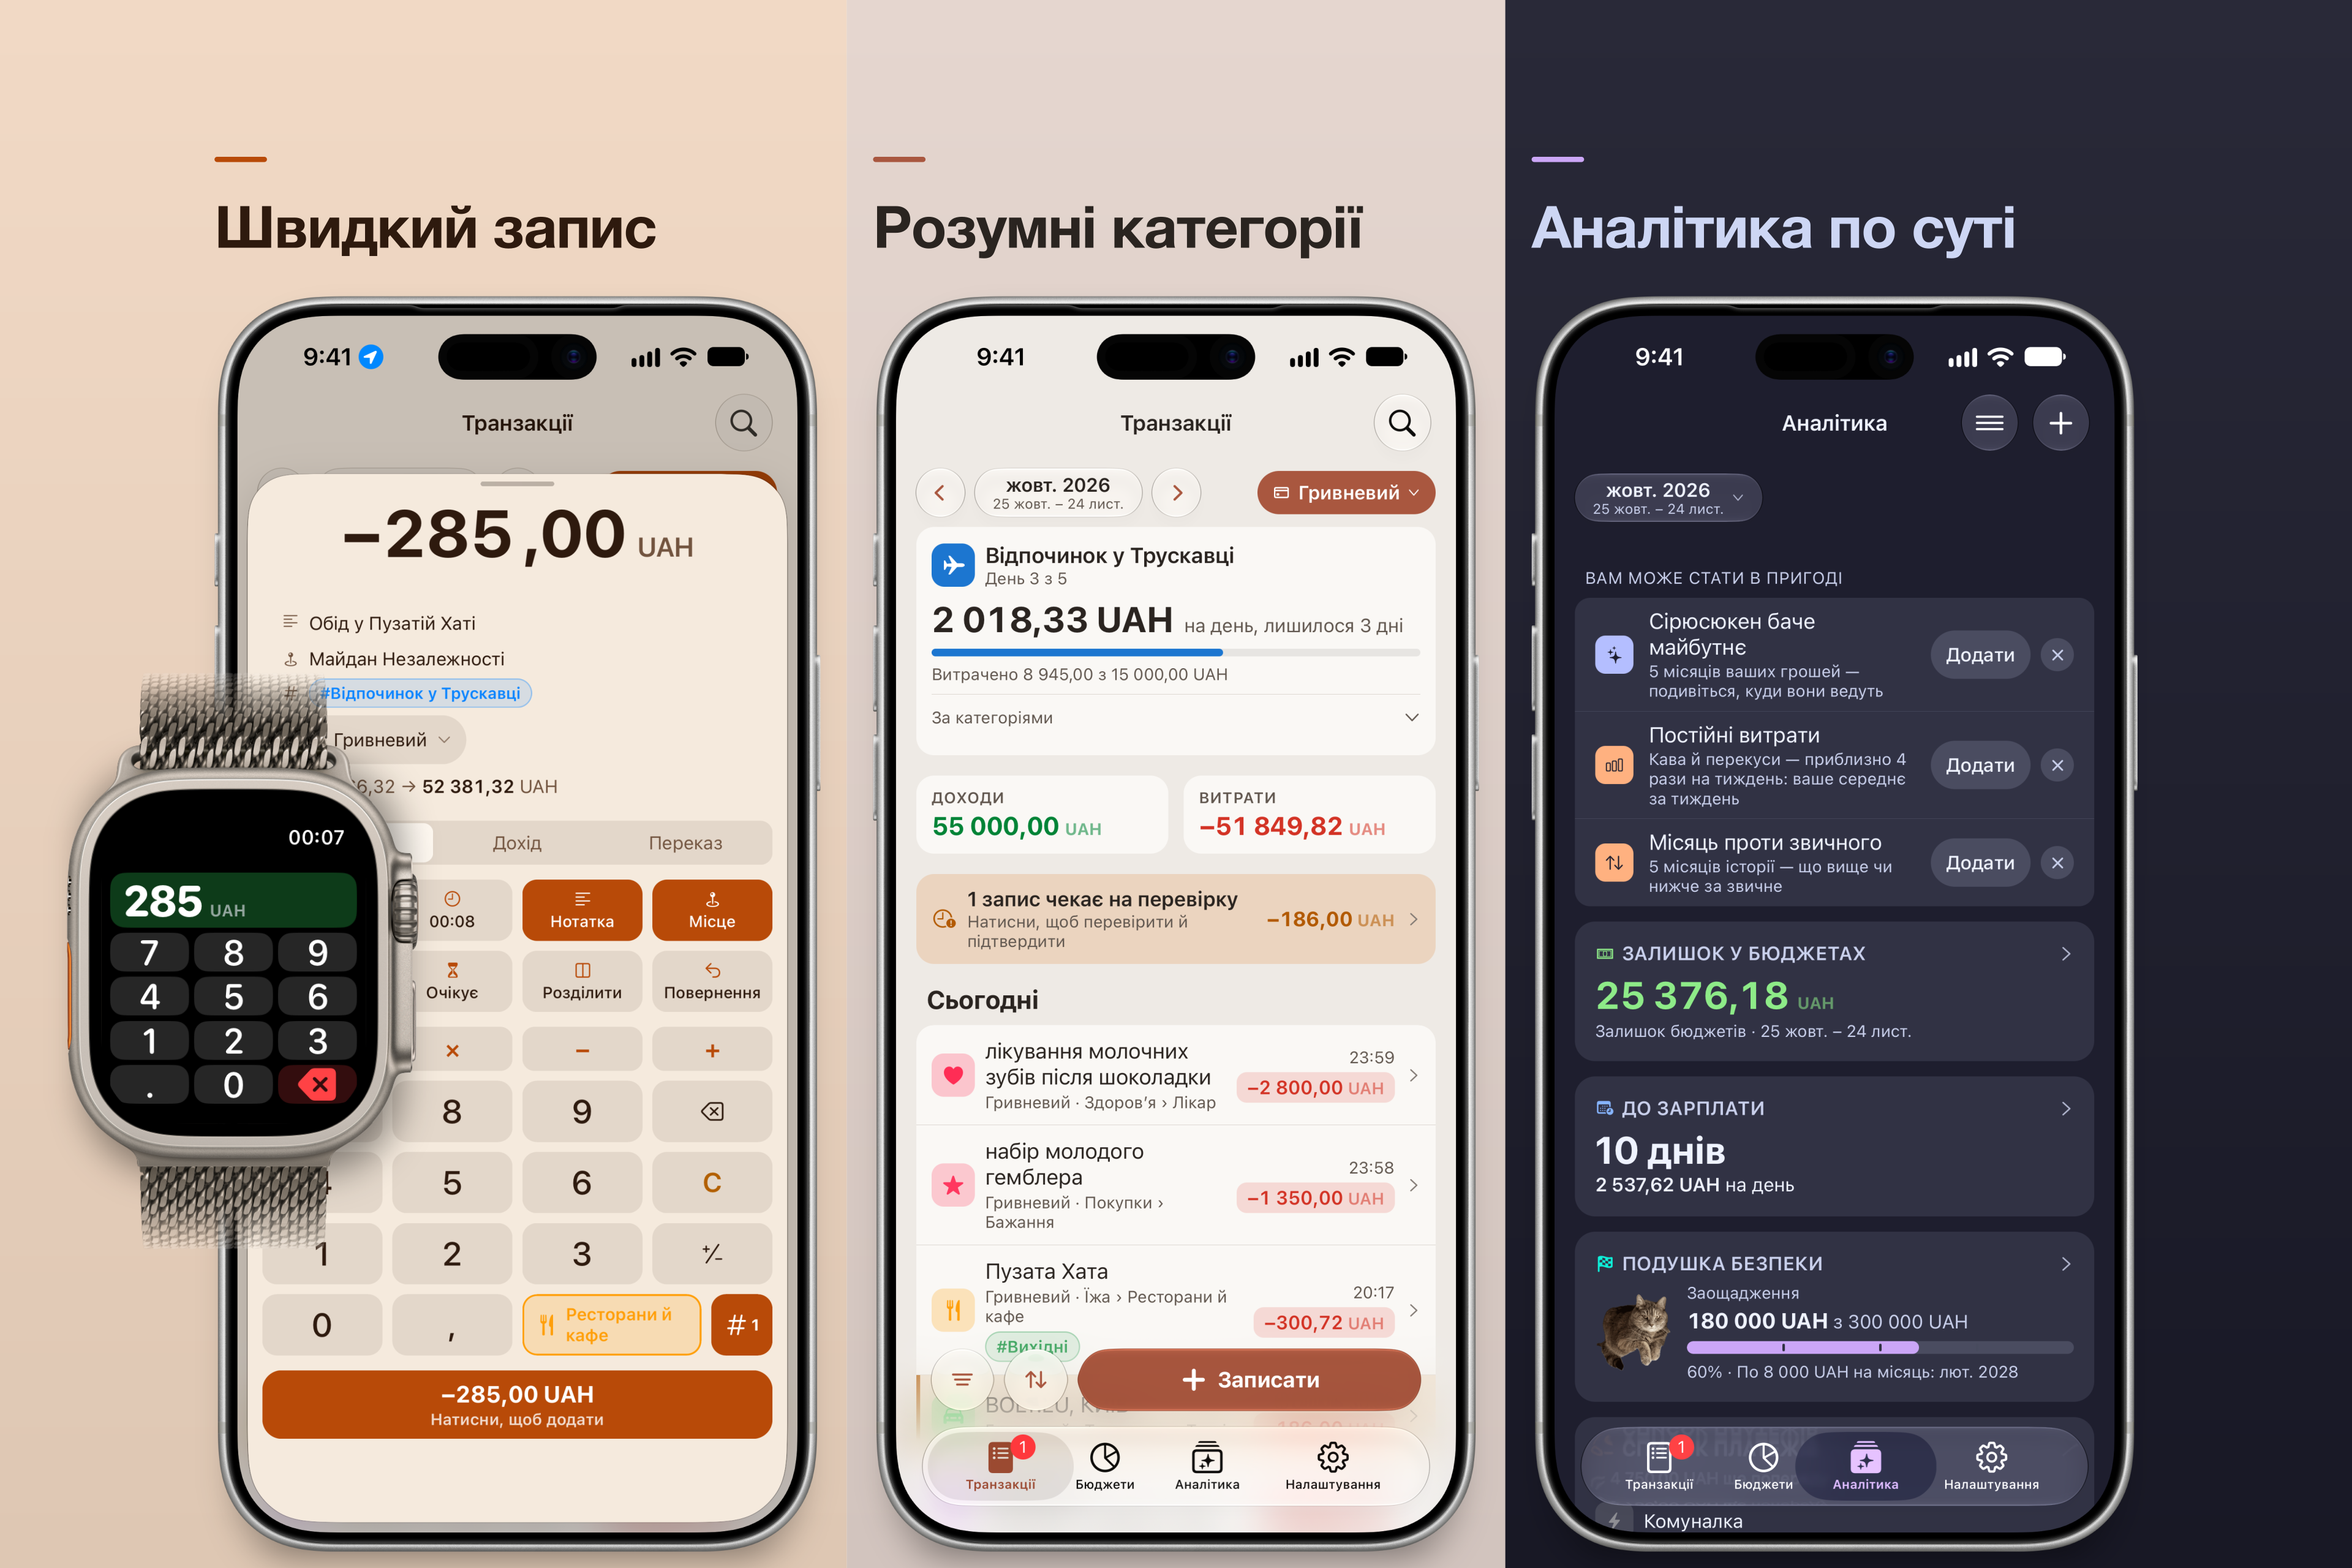 Швидкий запис
9:41
Транзакції
−285,00 UAH
Обід у Пузатій Хаті
Майдан Незалежності
# #Відпочинок у Трускавці
Гривневий
6,32 → 52 381,32 UAH
Дохід
Переказ
00:08
Нотатка
Місце
Очікує
Розділити
Повернення
× − +
8 9
5 6 C
1 2 3 +/−
0 , Ресторани й
кафе
# 1
−285,00 UAH
Натисни, щоб додати
00:07
285 UAH
7 8 9
4 5 6
1 2 3
. 0
Розумні категорії
9:41
Транзакції
жовт. 2026
25 жовт. – 24 лист.
Гривневий
Відпочинок у Трускавці
День 3 з 5
2 018,33 UAH на день, лишилося 3 дні
Витрачено 8 945,00 з 15 000,00 UAH
За категоріями
ДОХОДИ
55 000,00 UAH
ВИТРАТИ
−51 849,82 UAH
1 запис чекає на перевірку
Натисни, щоб перевірити й
підтвердити
−186,00 UAH
Сьогодні
лікування молочних
зубів після шоколадки
Гривневий · Здоров’я › Лікар
23:59
−2 800,00 UAH
набір молодого
гемблера
Гривневий · Покупки ›
Бажання
23:58
−1 350,00 UAH
Пузата Хата
Гривневий · Їжа › Ресторани й
кафе
#Вихідні
20:17
−300,72 UAH
Записати
1
Транзакції
Бюджети
Аналітика
Налаштування
Аналітика по суті
9:41
Аналітика
жовт. 2026
25 жовт. – 24 лист.
ВАМ МОЖЕ СТАТИ В ПРИГОДІ
Сірюсюкен баче
майбутнє
5 місяців ваших грошей —
подивіться, куди вони ведуть
Додати
Постійні витрати
Кава й перекуси — приблизно 4
рази на тиждень: ваше середнє
за тиждень
Додати
Місяць проти звичного
5 місяців історії — що вище чи
нижче за звичне
Додати
ЗАЛИШОК У БЮДЖЕТАХ
25 376,18 UAH
Залишок бюджетів · 25 жовт. – 24 лист.
ДО ЗАРПЛАТИ
10 днів
2 537,62 UAH на день
ПОДУШКА БЕЗПЕКИ
Заощадження
180 000 UAH з 300 000 UAH
60% · По 8 000 UAH на місяць: лют. 2028
1
Транзакції
Бюджети
Аналітика
Налаштування
Комуналка